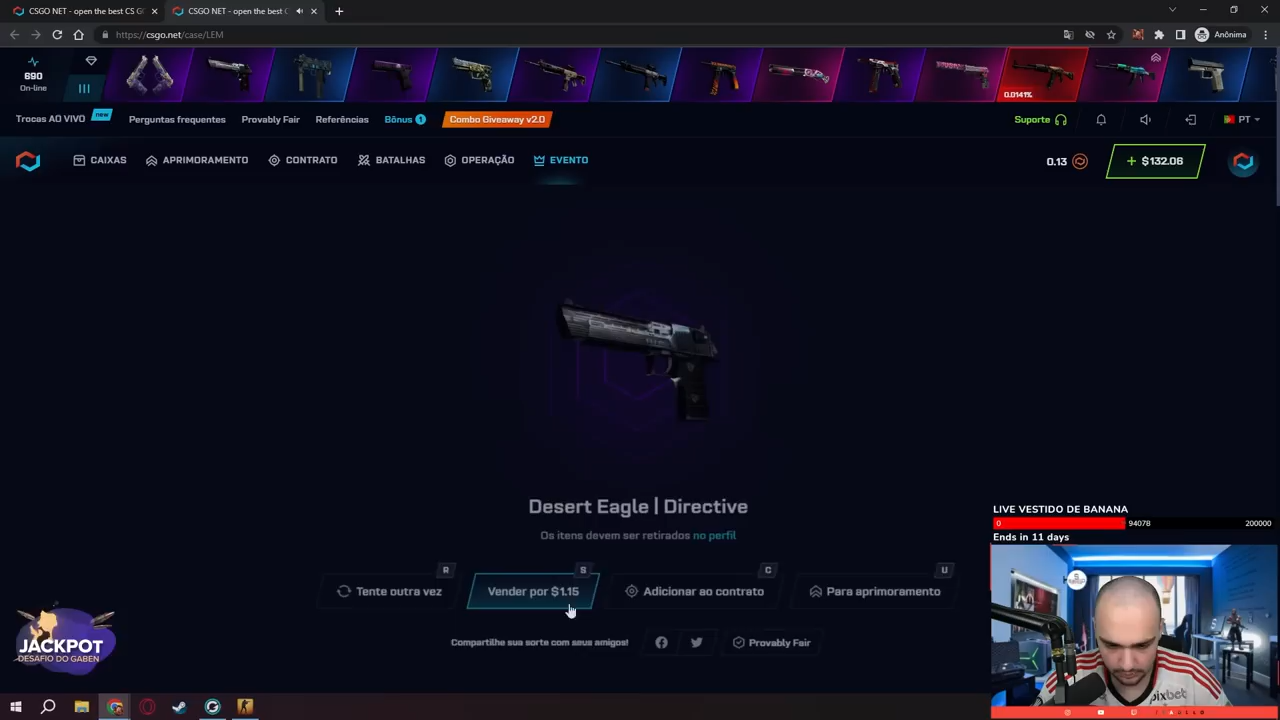 CSGO NET - open the best CS G
CSGO NET - open the best C
https://csgo.net/case/LEM
Anônima
690
On-line
0.0141%
Trocas AO VIVO
new
Perguntas frequentes
Provably Fair
Referências
Bônus 1
Combo Giveaway v2.0
Suporte
PT
CAIXAS
APRIMORAMENTO
CONTRATO
BATALHAS
OPERAÇÃO
EVENTO
0.13
+ $132.06
Desert Eagle | Directive
Os itens devem ser retirados no perfil
R
S
C
U
Tente outra vez
Vender por $1.15
Adicionar ao contrato
Para aprimoramento
Compartilhe sua sorte com seus amigos!
Provably Fair
JACKPOT
DESAFIO DO GABEN
LIVE VESTIDO DE BANANA
0
94078
200000
Ends in 11 days
pixbet